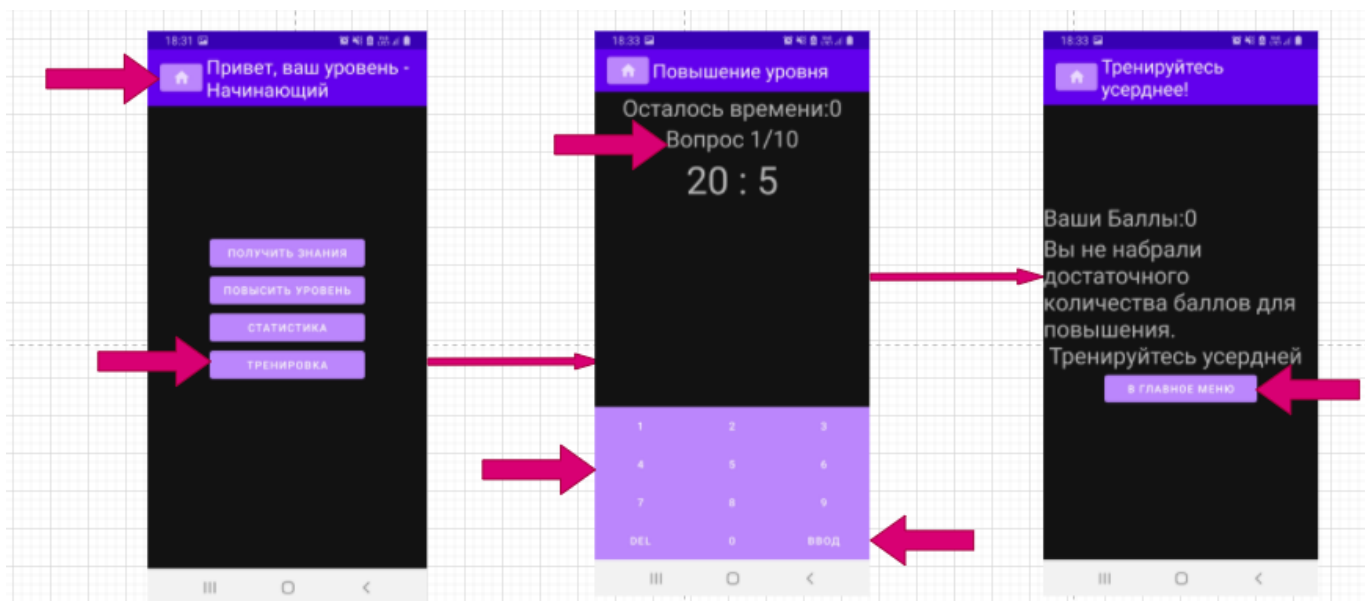 18:31
Привет, ваш уровень -
Начинающий
ПОЛУЧИТЬ ЗНАНИЯ
ПОВЫСИТЬ УРОВЕНЬ
СТАТИСТИКА
ТРЕНИРОВКА
18:33
Повышение уровня
Осталось времени:0
Вопрос 1/10
20 : 5
1 2 3
4 5 6
7 8 9
DEL 0 ВВОД
18:33
Тренируйтесь
усерднее!
Ваши Баллы:0
Вы не набрали
достаточного
количества баллов для
повышения.
Тренируйтесь усердней
В ГЛАВНОЕ МЕНЮ